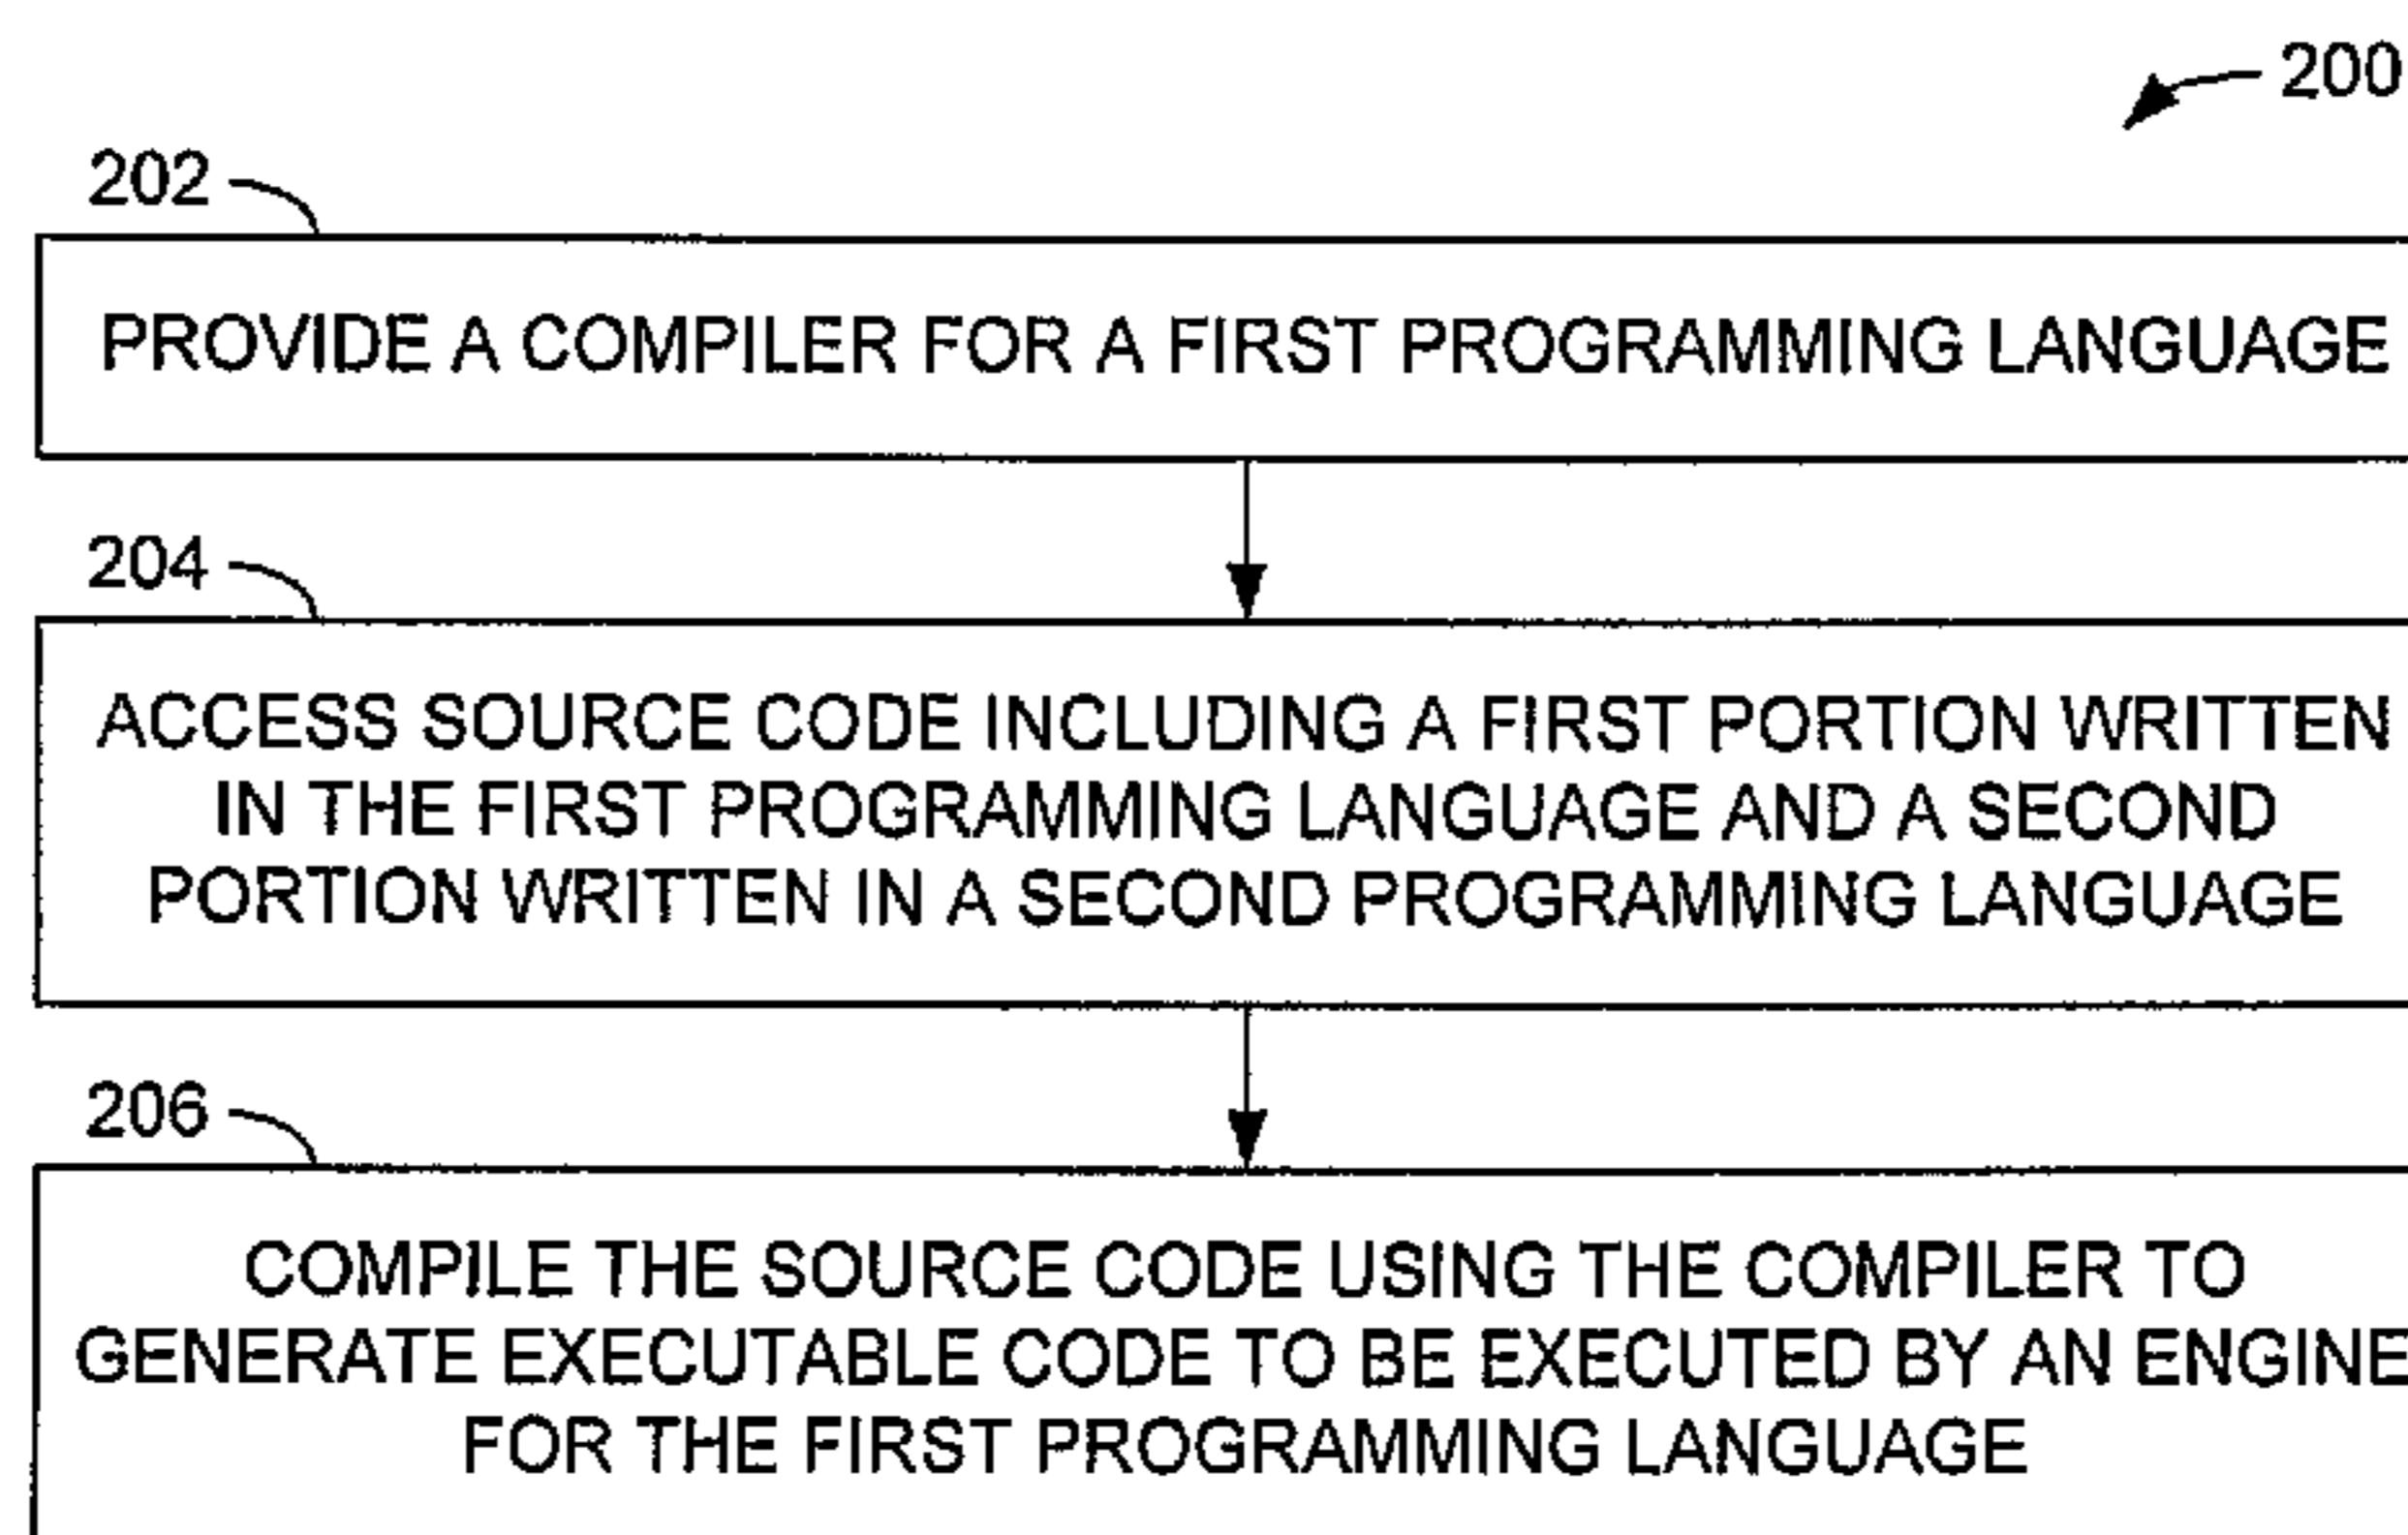 200
202
PROVIDE A COMPILER FOR A FIRST PROGRAMMING LANGUAGE
204
ACCESS SOURCE CODE INCLUDING A FIRST PORTION WRITTEN
IN THE FIRST PROGRAMMING LANGUAGE AND A SECOND
PORTION WRITTEN IN A SECOND PROGRAMMING LANGUAGE
206
COMPILE THE SOURCE CODE USING THE COMPILER TO
GENERATE EXECUTABLE CODE TO BE EXECUTED BY AN ENGINE
FOR THE FIRST PROGRAMMING LANGUAGE